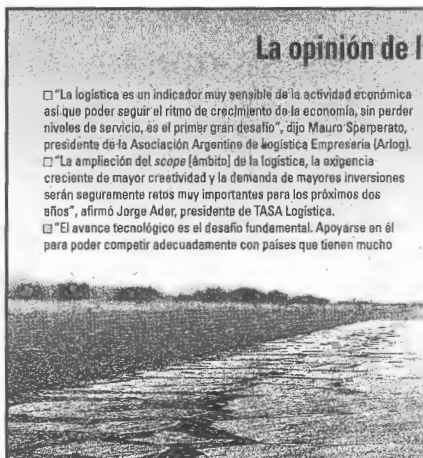 La opinión de l
□ "La logística es un indicador muy sensible de la actividad económica
así que poder seguir el ritmo de crecimiento de la economía, sin perder
niveles de servicio, es el primer gran desafío", dijo Mauro Sperperato,
presidente de la Asociación Argentina de Logística Empresaria (Arlog).
□ "La ampliación del scope [ámbito] de la logística, la exigencia
creciente de mayor creatividad y la demanda de mayores inversiones
serán seguramente retos muy importantes para los próximos dos
años", afirmó Jorge Ader, presidente de TASA Logística.
□ "El avance tecnológico es el desafío fundamental. Apoyarse en él
para poder competir adecuadamente con países que tienen mucho